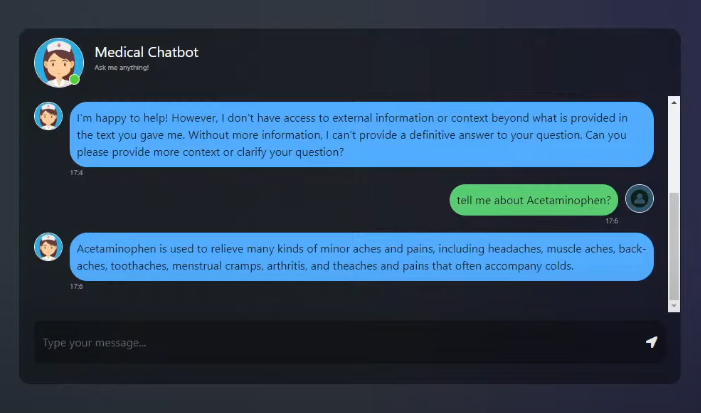 Medical Chatbot
Ask me anything!
I'm happy to help! However, I don't have access to external information or context beyond what is provided in
the text you gave me. Without more information, I can't provide a definitive answer to your question. Can you
please provide more context or clarify your question?
17:4
tell me about Acetaminophen?
17:6
Acetaminophen is used to relieve many kinds of minor aches and pains, including headaches, muscle aches, back-
aches, toothaches, menstrual cramps, arthritis, and theaches and pains that often accompany colds.
17:6
Type your message...